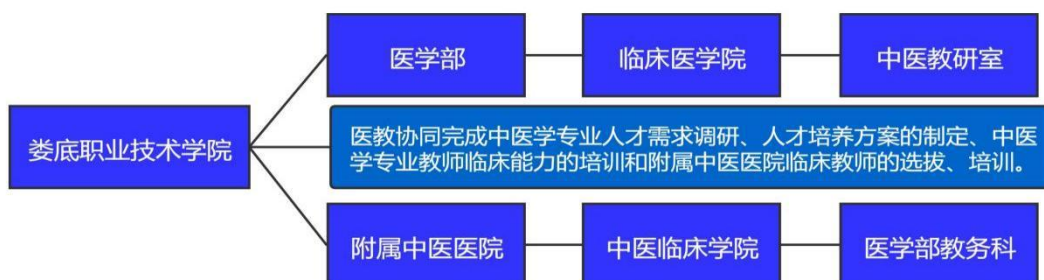 医学部
临床医学院
中医教研室
娄底职业技术学院
医教协同完成中医学专业人才需求调研、人才培养方案的制定、中医
学专业教师临床能力的培训和附属中医医院临床教师的选拔、培训。
附属中医医院
中医临床学院
医学部教务科